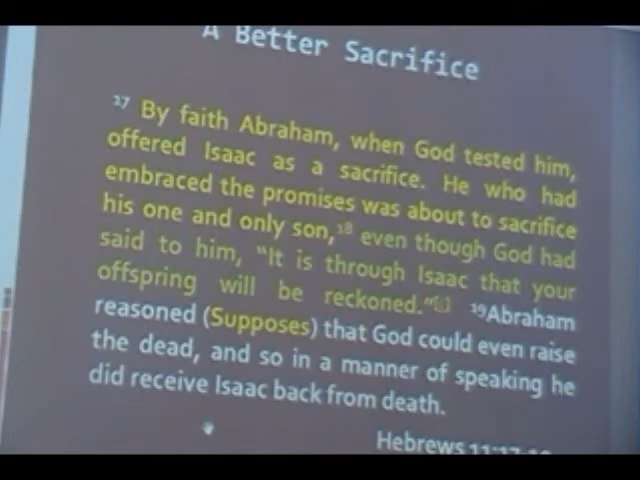 A Better Sacrifice
17 By faith Abraham, when God tested him,
offered Isaac as a sacrifice. He who had
embraced the promises was about to sacrifice
his one and only son,18 even though God had
said to him, "It is through Isaac that your
offspring will be reckoned."[c] 19Abraham
reasoned (Supposes) that God could even raise
the dead, and so in a manner of speaking he
did receive Isaac back from death.
Hebrews 11:17-19